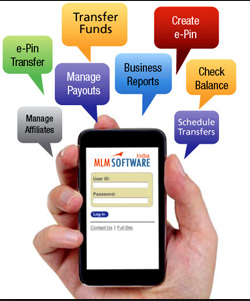 Transfer
Funds
Create
e-Pin
e-Pin
Transfer
Manage
Payouts
Business
Reports
Check
Balance
Manage
Affiliates
Schedule
Transfers
India
MLM SOFTWARE
User ID:
Password:
Log In
Contact Us | Full Site